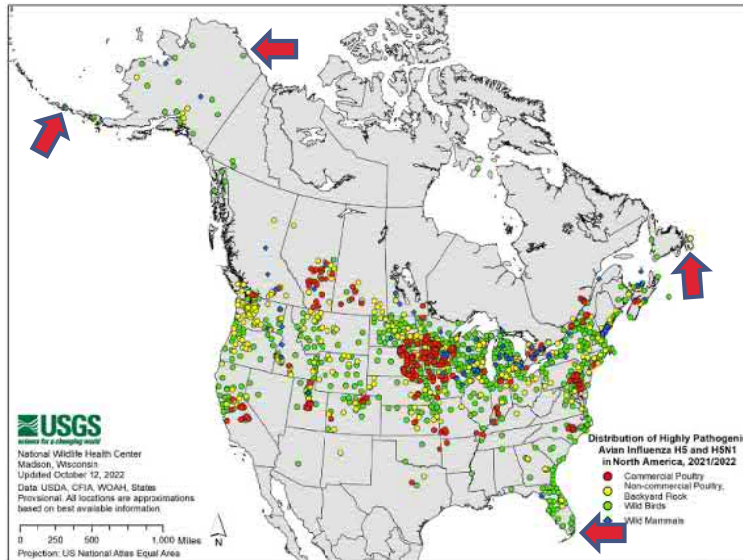 USGS
science for a changing world
National Wildlife Health Center
Madson, Wisconsin
Updated October 12, 2022
Data: USDA, CFIA, WOAH, States
Provisional. All locations are approximations
based on best available information.
0 250 500 1,000 Miles
N
Projection: US National Atlas Equal Area
Distribution of Highly Pathogenic
Avian Influenza H5 and H5N1
in North America, 2021/2022
Commercial Poultry
Non-commercial Poultry,
Backyard Flock
Wild Birds
Wild Mammals